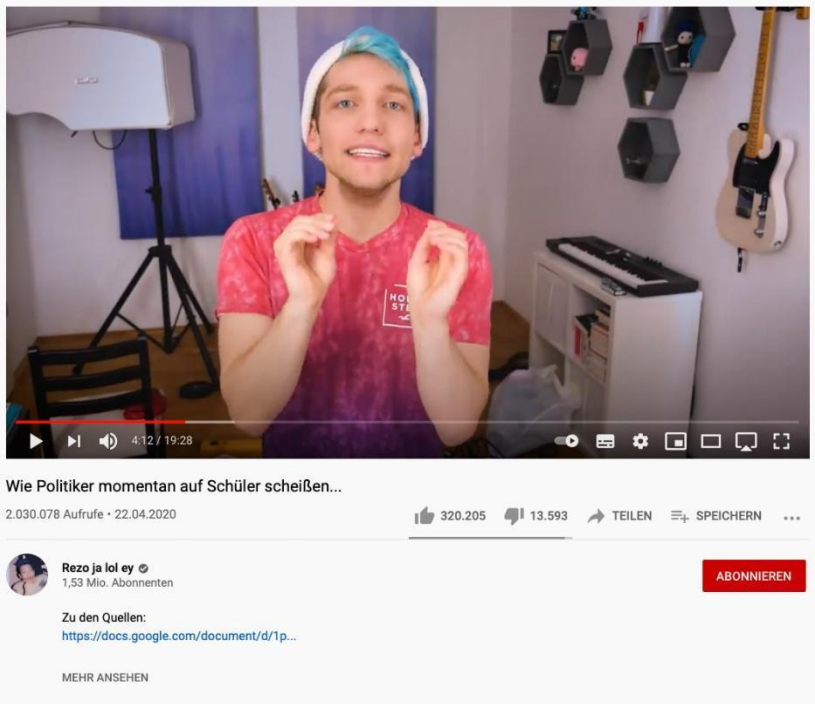 HO
STE
4:12 / 19:28
Wie Politiker momentan auf Schüler scheißen...
2.030.078 Aufrufe • 22.04.2020
320.205
13.593
TEILEN
SPEICHERN
Rezo ja lol ey
1,53 Mio. Abonnenten
ABONNIEREN
Zu den Quellen:
https://docs.google.com/document/d/1p...
MEHR ANSEHEN